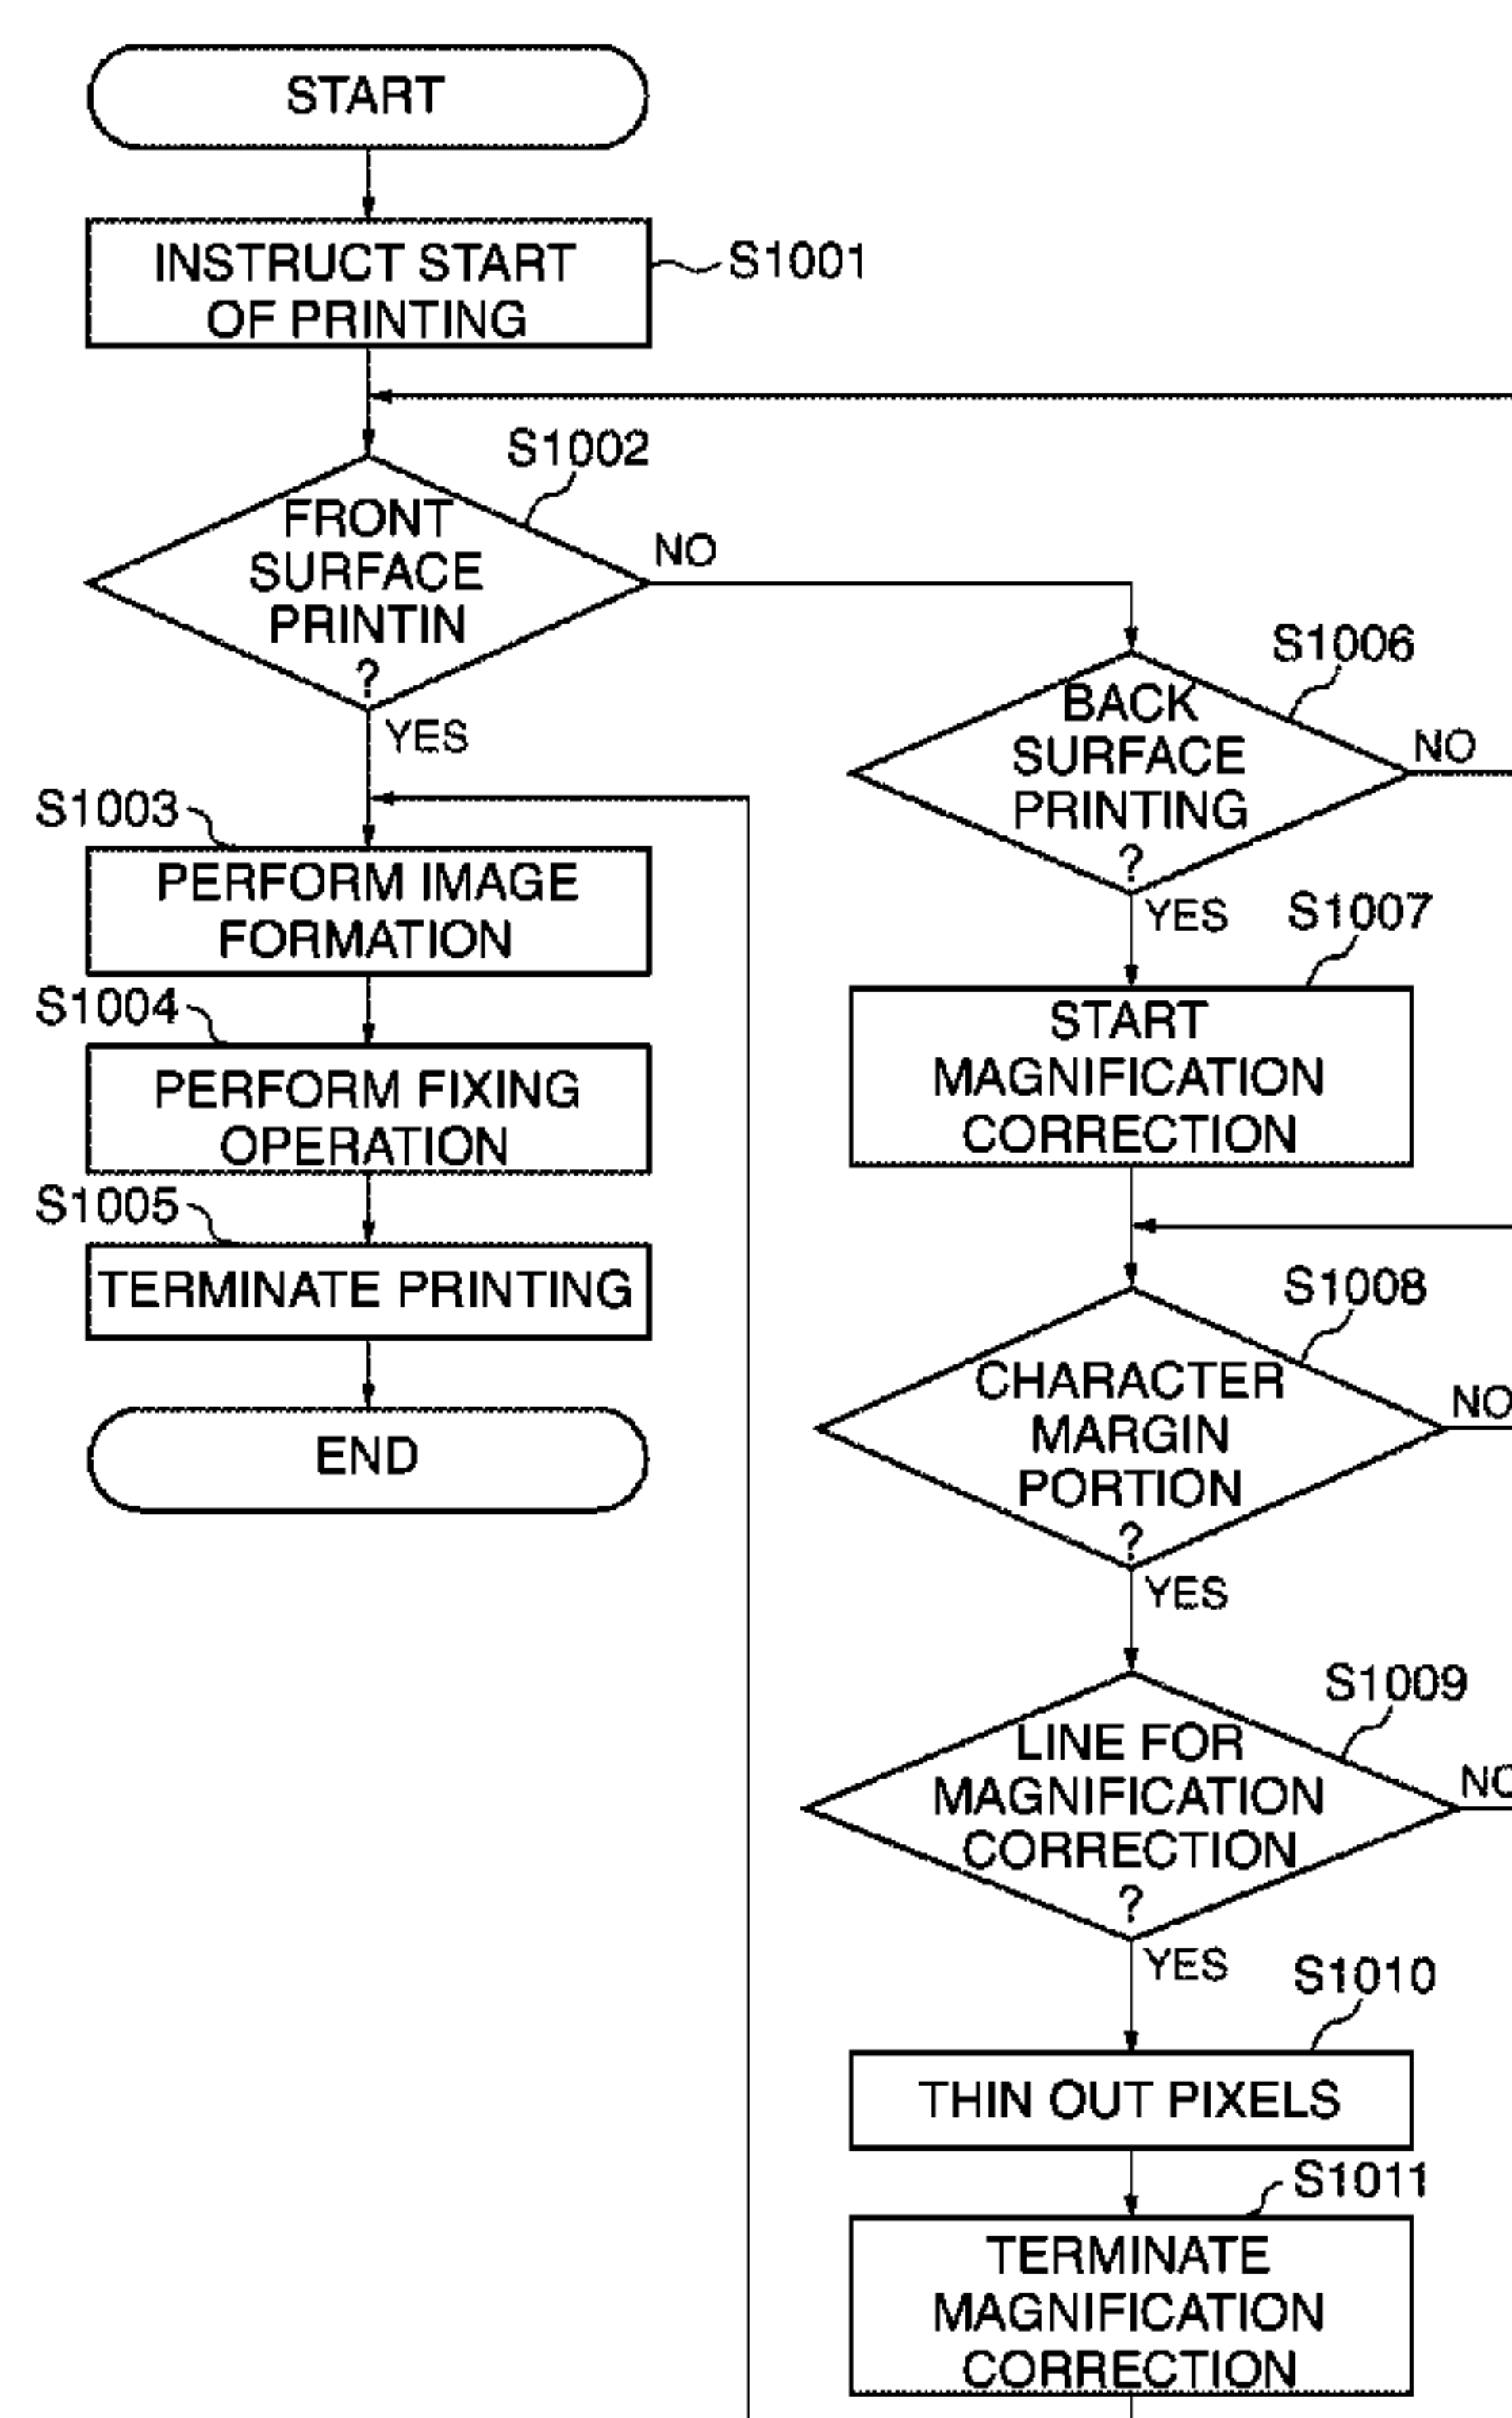 START
INSTRUCT START
OF PRINTING
S1001
S1002
FRONT
SURFACE
PRINTIN
?
NO
YES
S1003
PERFORM IMAGE
FORMATION
S1004
PERFORM FIXING
OPERATION
S1005
TERMINATE PRINTING
END
S1006
BACK
SURFACE
PRINTING
?
NO
YES
S1007
START
MAGNIFICATION
CORRECTION
S1008
CHARACTER
MARGIN
PORTION
?
NO
YES
S1009
LINE FOR
MAGNIFICATION
CORRECTION
?
NO
YES
S1010
THIN OUT PIXELS
S1011
TERMINATE
MAGNIFICATION
CORRECTION